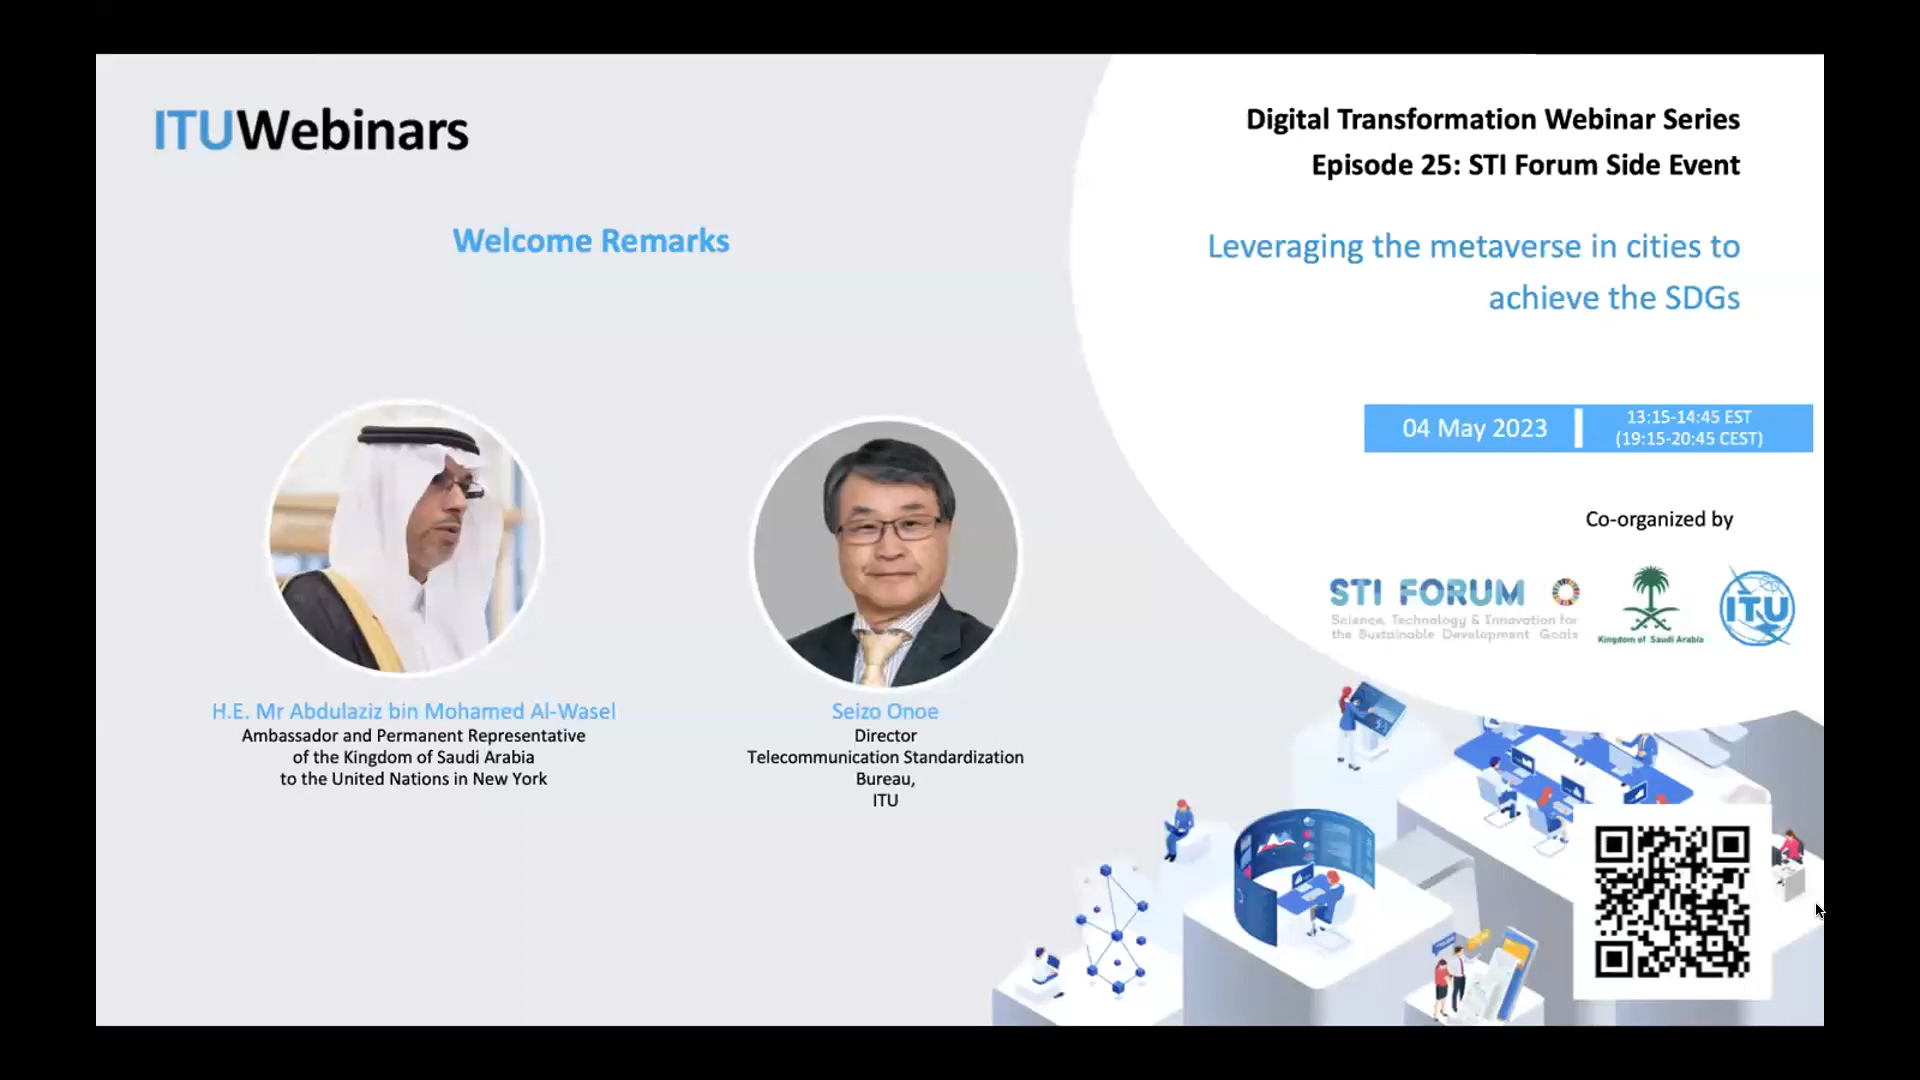 ITUWebinars
Welcome Remarks
H.E. Mr Abdulaziz bin Mohamed Al-Wasel
Ambassador and Permanent Representative
of the Kingdom of Saudi Arabia
to the United Nations in New York
Seizo Onoe
Director
Telecommunication Standardization
Bureau,
ITU
Digital Transformation Webinar Series
Episode 25: STI Forum Side Event
Leveraging the metaverse in cities to
achieve the SDGs
04 May 2023
13:15-14:45 EST
(19:15-20:45 CEST)
Co-organized by
STI FORUM
Science, Technology & Innovation for
the Sustainable Development Goals
Kingdom of Saudi Arabia
ITU